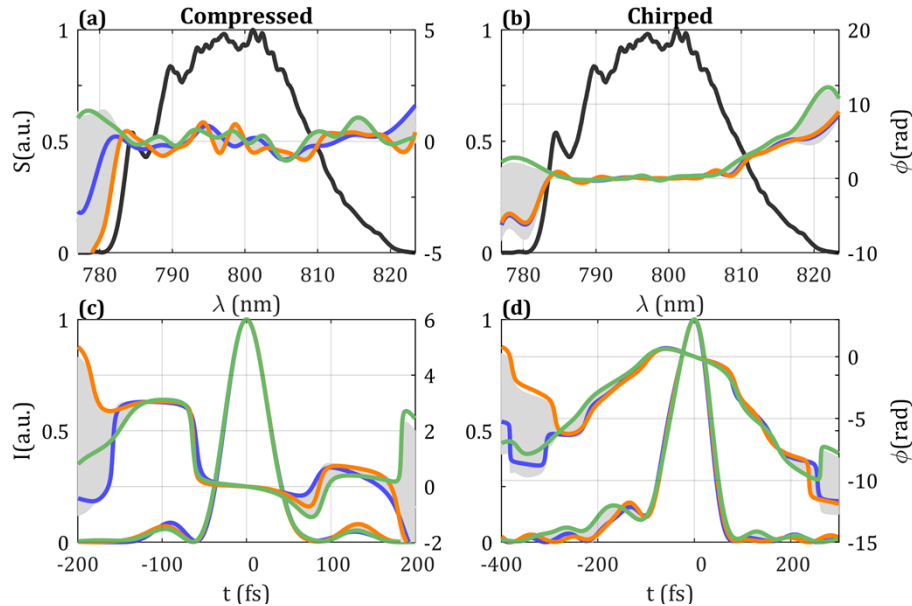 Compressed Chirped
(a) (b)
1 5 1 20
S(a.u.) 0.5 0 0.5 10 ϕ(rad)
0
0 -5 0 -10
780 790 800 810 820 780 790 800 810 820
λ (nm) λ (nm)
(c) (d)
1 6 1
4 0
I(a.u.) 0.5 2 0.5 -5 ϕ(rad)
0 -10
0 -2 0 -15
-200 -100 0 100 200 -400 -200 0 200
t (fs) t (fs)